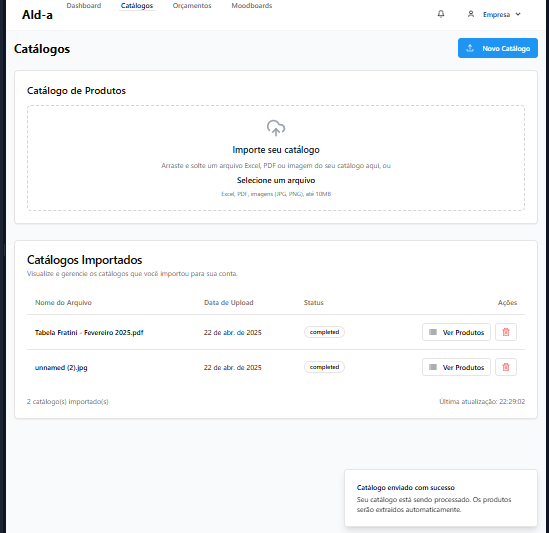 Ald-a
Dashboard Catálogos Orçamentos Moodboards
Empresa
Catálogos
Novo Catálogo
Catálogo de Produtos
Importe seu catálogo
Arraste e solte um arquivo Excel, PDF ou imagem do seu catálogo aqui, ou
Selecione um arquivo
Excel, PDF, imagens (JPG, PNG), até 10MB
Catálogos Importados
Visualize e gerencie os catálogos que você importou para sua conta.
Nome do Arquivo Data de Upload Status Ações
Tabela Fratini - Fevereiro 2025.pdf 22 de abr. de 2025 completed Ver Produtos
unnamed (2).jpg 22 de abr. de 2025 completed Ver Produtos
2 catálogo(s) importado(s) Última atualização: 22:29:02
Catálogo enviado com sucesso
Seu catálogo está sendo processado. Os produtos
serão extraídos automaticamente.